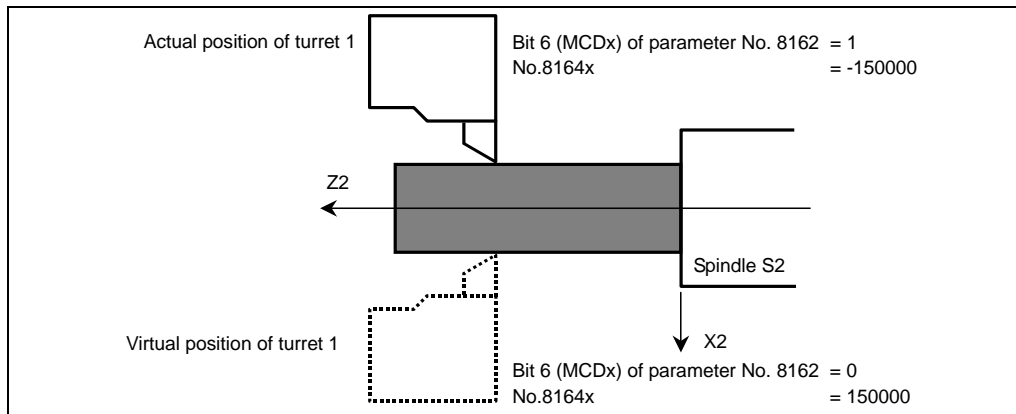 Actual position of turret 1
Bit 6 (MCDx) of parameter No. 8162 = 1
No.8164x = -150000
Z2
Spindle S2
X2
Virtual position of turret 1
Bit 6 (MCDx) of parameter No. 8162 = 0
No.8164x = 150000